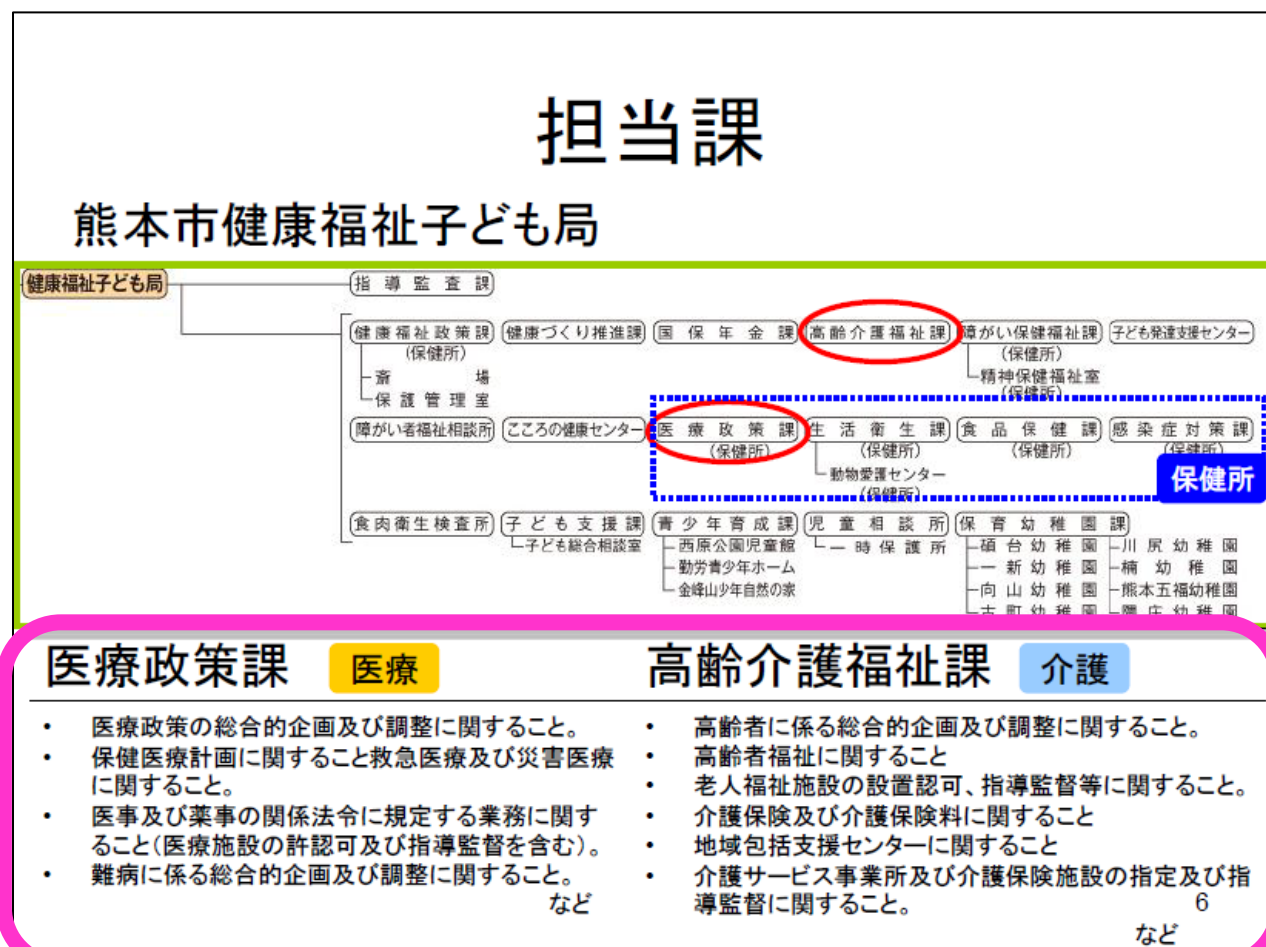 担当課
熊本市健康福祉子ども局
健康福祉子ども局
指導監査課
健康福祉政策課 健康づくり推進課 国保年金課 高齢介護福祉課 障がい保健福祉課 子ども発達支援センター
(保健所) (保健所)
斎場 精神保健福祉室
保護管理室 (保健所)
障がい者福祉相談所 こころの健康センター 医療政策課 生活衛生課 食品保健課 感染症対策課
(保健所) (保健所) (保健所) (保健所)
動物愛護センター 保健所
(保健所)
食肉衛生検査所 子ども支援課 青少年育成課 児童相談所 保育幼稚園課
子ども総合相談室 西原公園児童館 一時保護所 碩台幼稚園 川尻幼稚園
勤労青少年ホーム 一新幼稚園 楠幼稚園
金峰山少年自然の家 向山幼稚園 熊本五福幼稚園
古町幼稚園 隈庄幼稚園
医療政策課 医療
・ 医療政策の総合的企画及び調整に関すること。
・ 保健医療計画に関すること救急医療及び災害医療
に関すること。
・ 医事及び薬事の関係法令に規定する業務に関す
ること(医療施設の許認可及び指導監督を含む)。
・ 難病に係る総合的企画及び調整に関すること。
など
高齢介護福祉課 介護
・ 高齢者に係る総合的企画及び調整に関すること。
・ 高齢者福祉に関すること
・ 老人福祉施設の設置認可、指導監督等に関すること。
・ 介護保険及び介護保険料に関すること
・ 地域包括支援センターに関すること
・ 介護サービス事業所及び介護保険施設の指定及び指
導監督に関すること。
6
など